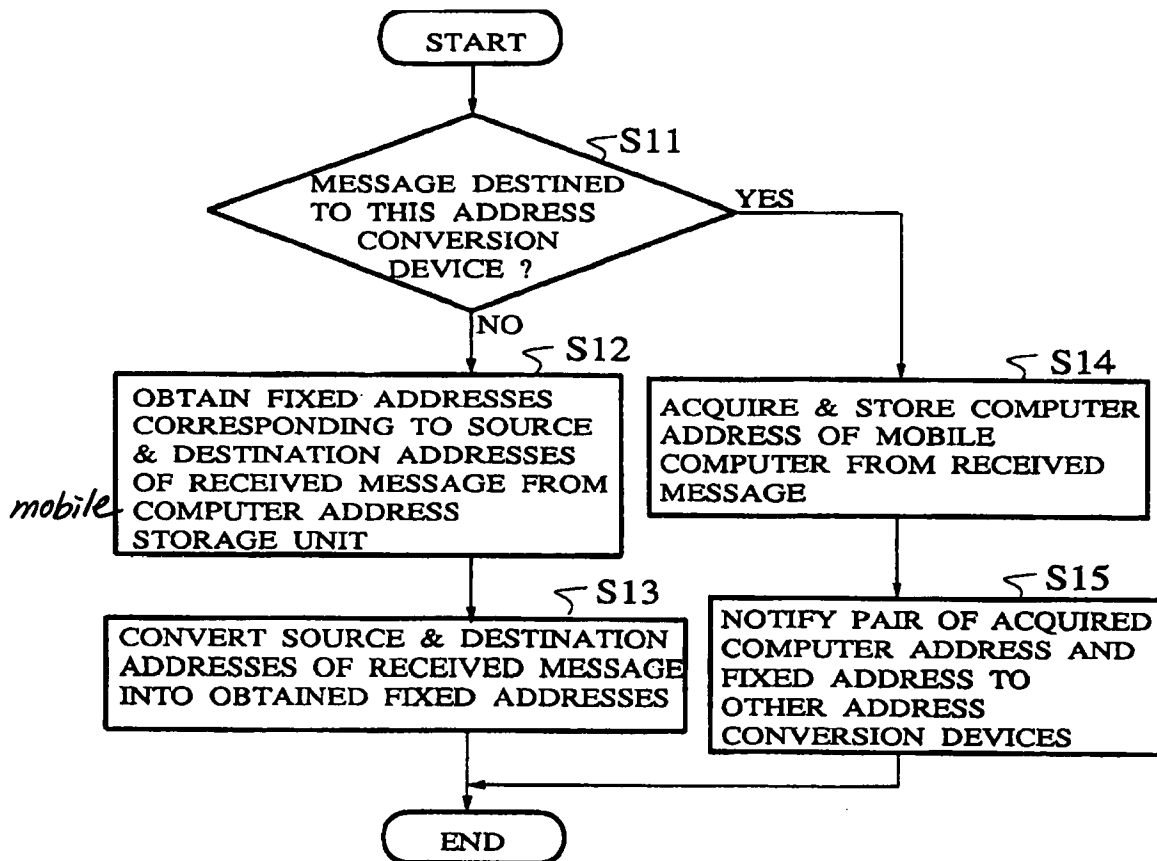 START
S11
MESSAGE DESTINED
TO THIS ADDRESS
CONVERSION
DEVICE ?
YES
NO
S12
OBTAIN FIXED ADDRESSES
CORRESPONDING TO SOURCE
& DESTINATION ADDRESSES
OF RECEIVED MESSAGE FROM
mobile COMPUTER ADDRESS
STORAGE UNIT
S14
ACQUIRE & STORE COMPUTER
ADDRESS OF MOBILE
COMPUTER FROM RECEIVED
MESSAGE
S13
CONVERT SOURCE & DESTINATION
ADDRESSES OF RECEIVED MESSAGE
INTO OBTAINED FIXED ADDRESSES
S15
NOTIFY PAIR OF ACQUIRED
COMPUTER ADDRESS AND
FIXED ADDRESS TO
OTHER ADDRESS
CONVERSION DEVICES
END